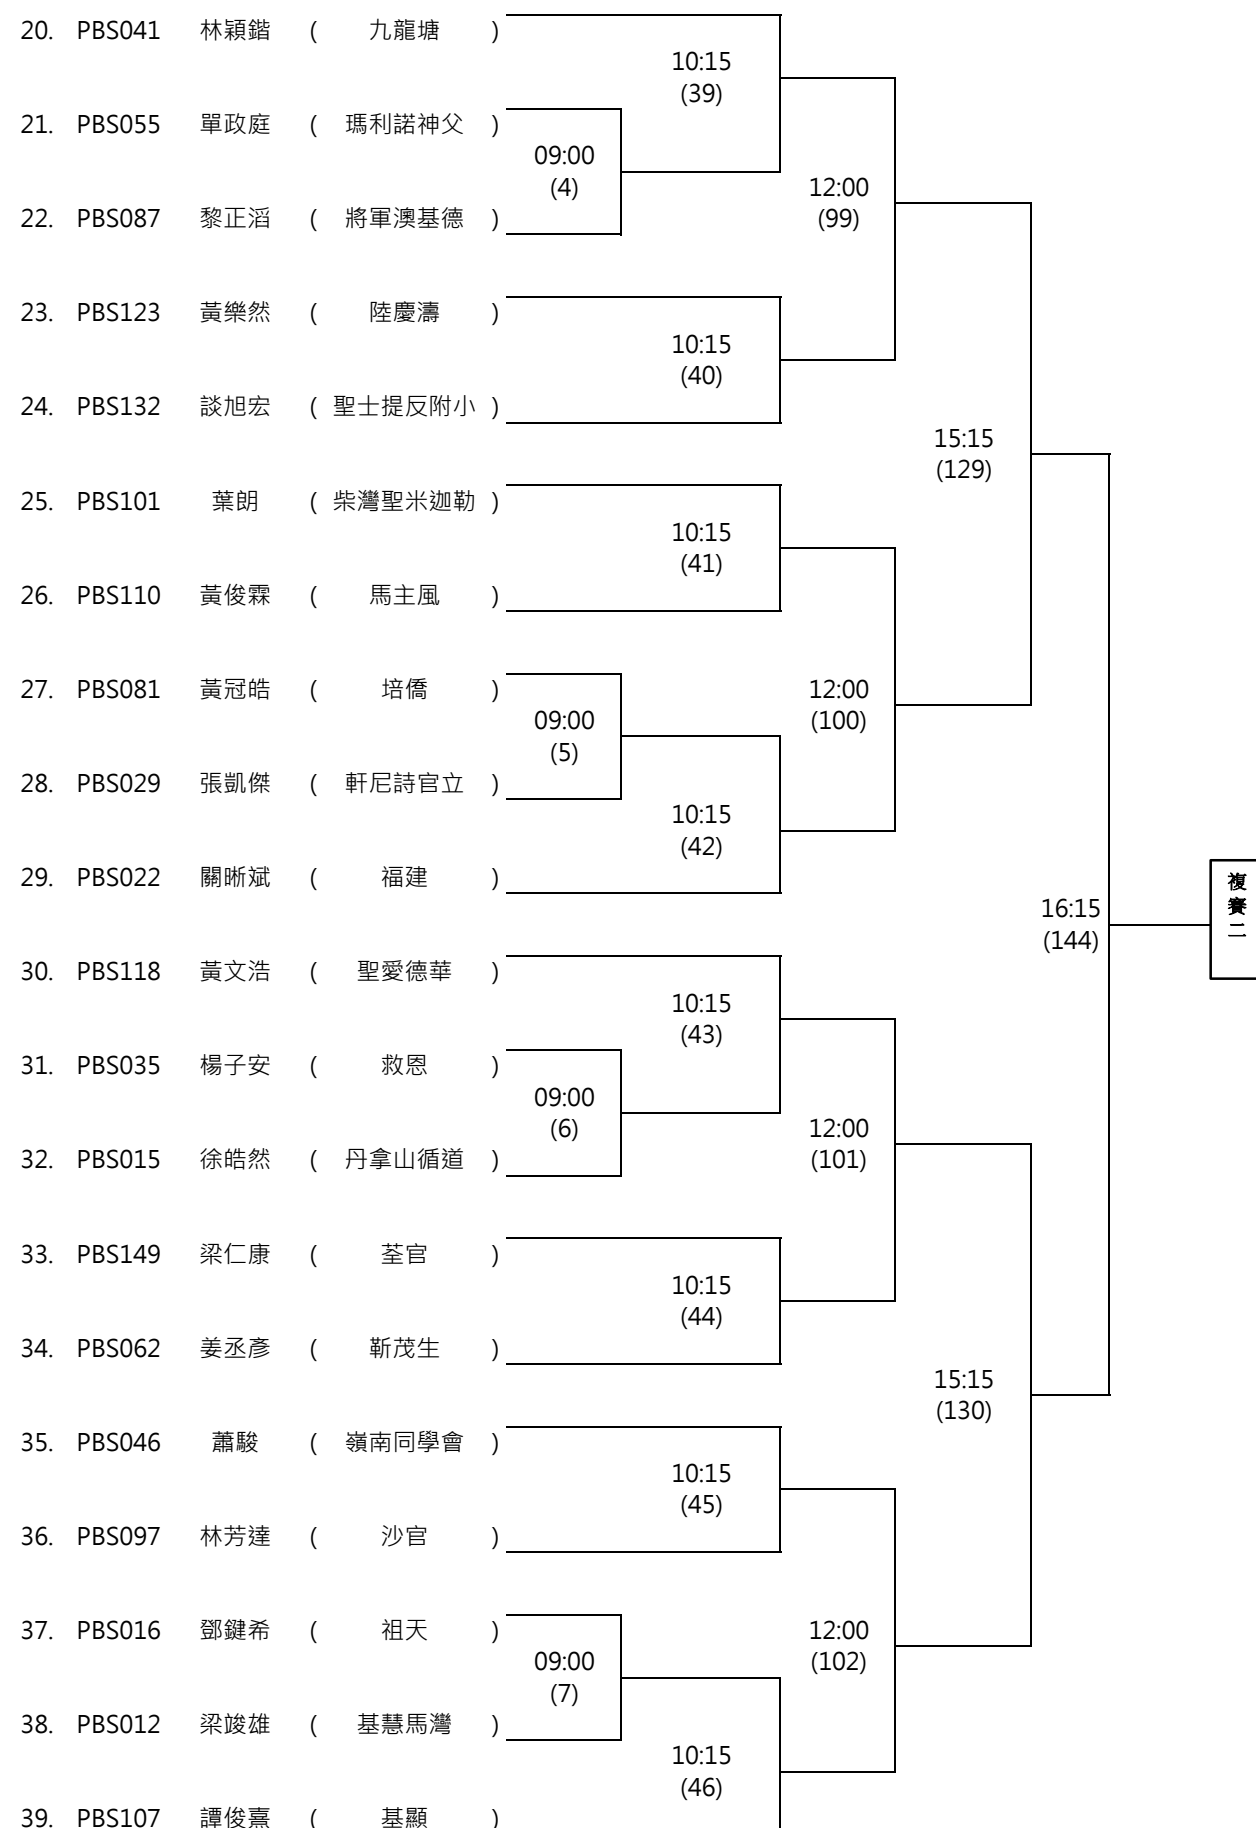 20. PBS041 林穎鍇 ( 九龍塘 )
10:15
(39)
21. PBS055 單政庭 ( 瑪利諾神父 )
09:00
(4)
12:00
(99)
22. PBS087 黎正滔 ( 將軍澳基德 )
23. PBS123 黃樂然 ( 陸慶濤 )
10:15
(40)
24. PBS132 談旭宏 ( 聖士提反附小 )
15:15
(129)
25. PBS101 葉朗 ( 柴灣聖米迦勒 )
10:15
(41)
26. PBS110 黃俊霖 ( 馬主風 )
27. PBS081 黃冠皓 ( 培僑 )
09:00
(5)
12:00
(100)
28. PBS029 張凱傑 ( 軒尼詩官立 )
10:15
(42)
29. PBS022 關晰斌 ( 福建 )
16:15
(144)
複賽二
30. PBS118 黃文浩 ( 聖愛德華 )
10:15
(43)
31. PBS035 楊子安 ( 救恩 )
09:00
(6)
12:00
(101)
32. PBS015 徐皓然 ( 丹拿山循道 )
33. PBS149 梁仁康 ( 荃官 )
10:15
(44)
34. PBS062 姜丞彥 ( 靳茂生 )
15:15
(130)
35. PBS046 蕭駿 ( 嶺南同學會 )
10:15
(45)
36. PBS097 林芳達 ( 沙官 )
37. PBS016 鄧鍵希 ( 祖天 )
09:00
(7)
12:00
(102)
38. PBS012 梁竣雄 ( 基慧馬灣 )
10:15
(46)
39. PBS107 譚俊熹 ( 基顯 )